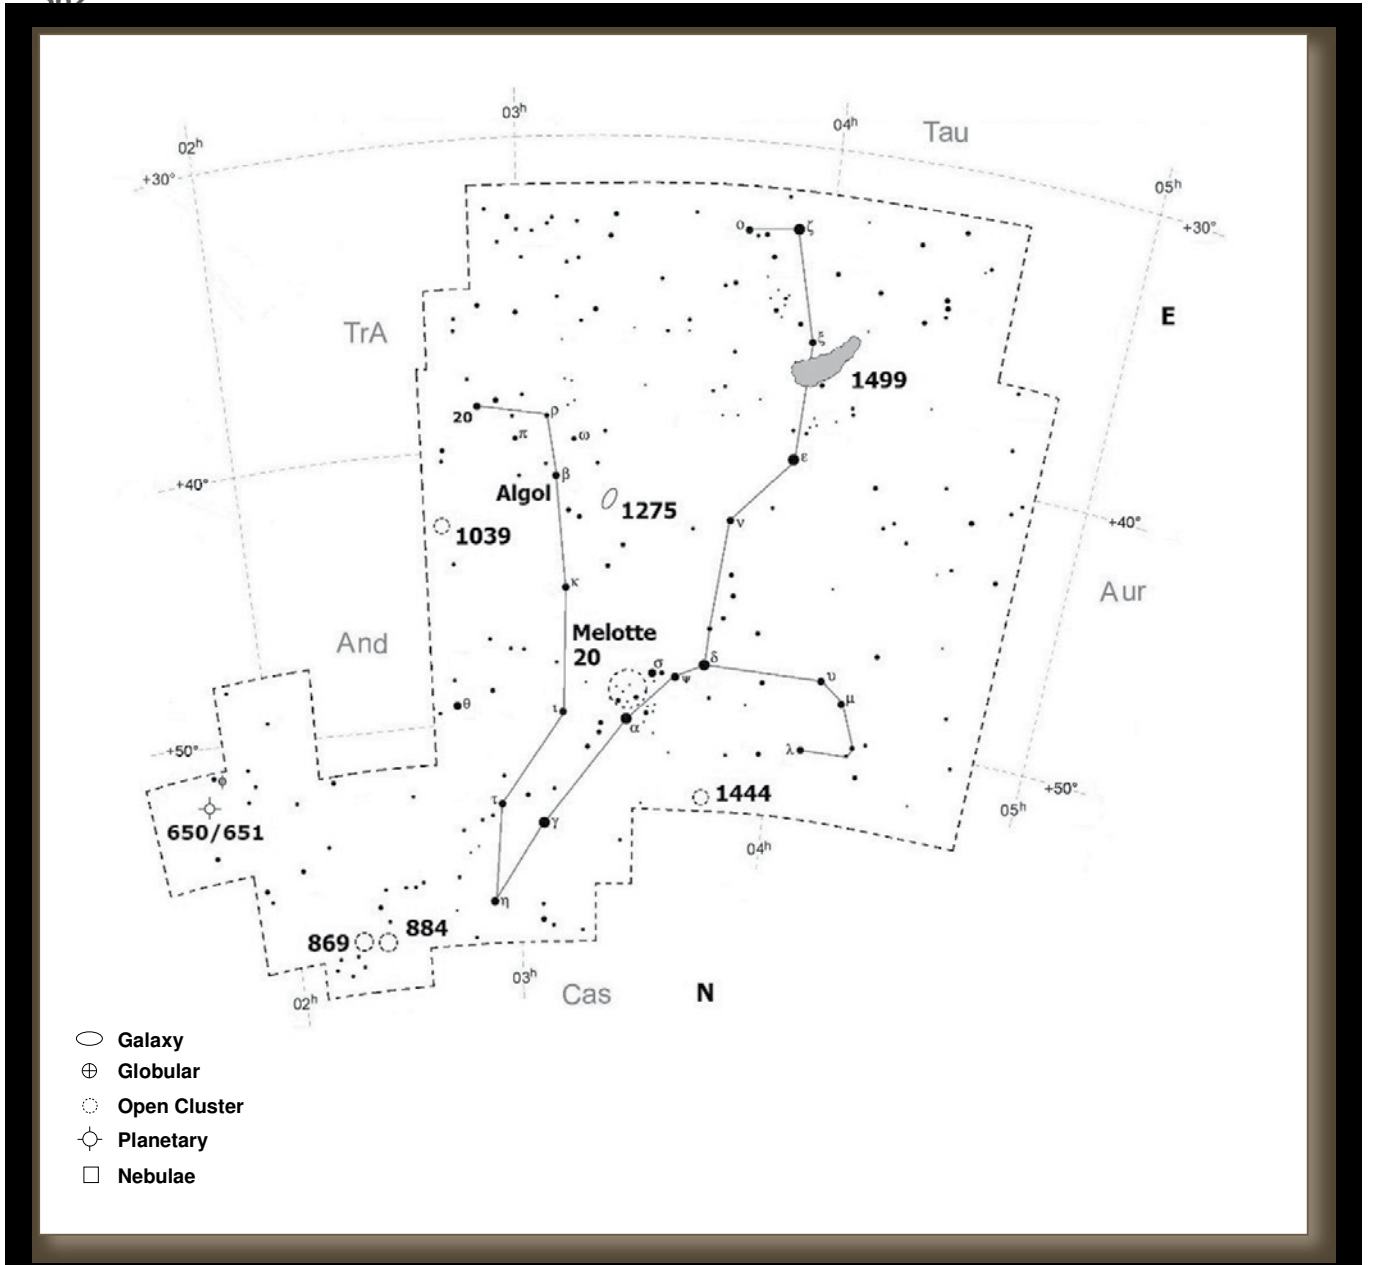 03h
04h
Tau
02h
+30°
05h
+30°
ο
ζ
E
TrA
ξ
1499
20
ρ
π
ω
ε
β
Algol
+40°
1275
ν
+40°
1039
κ
Aur
Melotte
20
And
σ
δ
ψ
υ
μ
θ
ι
α
+50°
λ
φ
+50°
1444
τ
05h
650/651
γ
04h
η
884
869
03h
02h
Cas
N
Galaxy
Globular
Open Cluster
Planetary
Nebulae